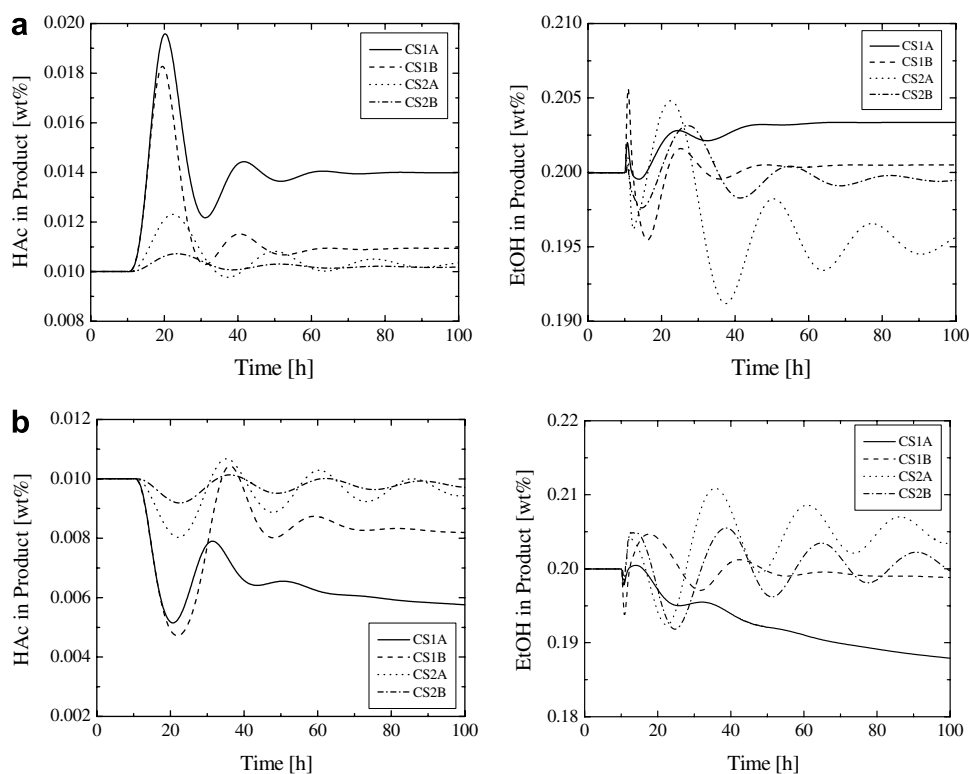 a
HAc in Product [wt%]
0.020
0.018
0.016
0.014
0.012
0.010
0.008
0 20 40 60 80 100
Time [h]
CS1A
CS1B
CS2A
CS2B
EtOH in Product [wt%]
0.210
0.205
0.200
0.195
0.190
0 20 40 60 80 100
Time [h]
CS1A
CS1B
CS2A
CS2B
b
HAc in Product [wt%]
0.012
0.010
0.008
0.006
0.004
0.002
0 20 40 60 80 100
Time [h]
CS1A
CS1B
CS2A
CS2B
EtOH in Product [wt%]
0.22
0.21
0.20
0.19
0.18
0 20 40 60 80 100
Time [h]
CS1A
CS1B
CS2A
CS2B